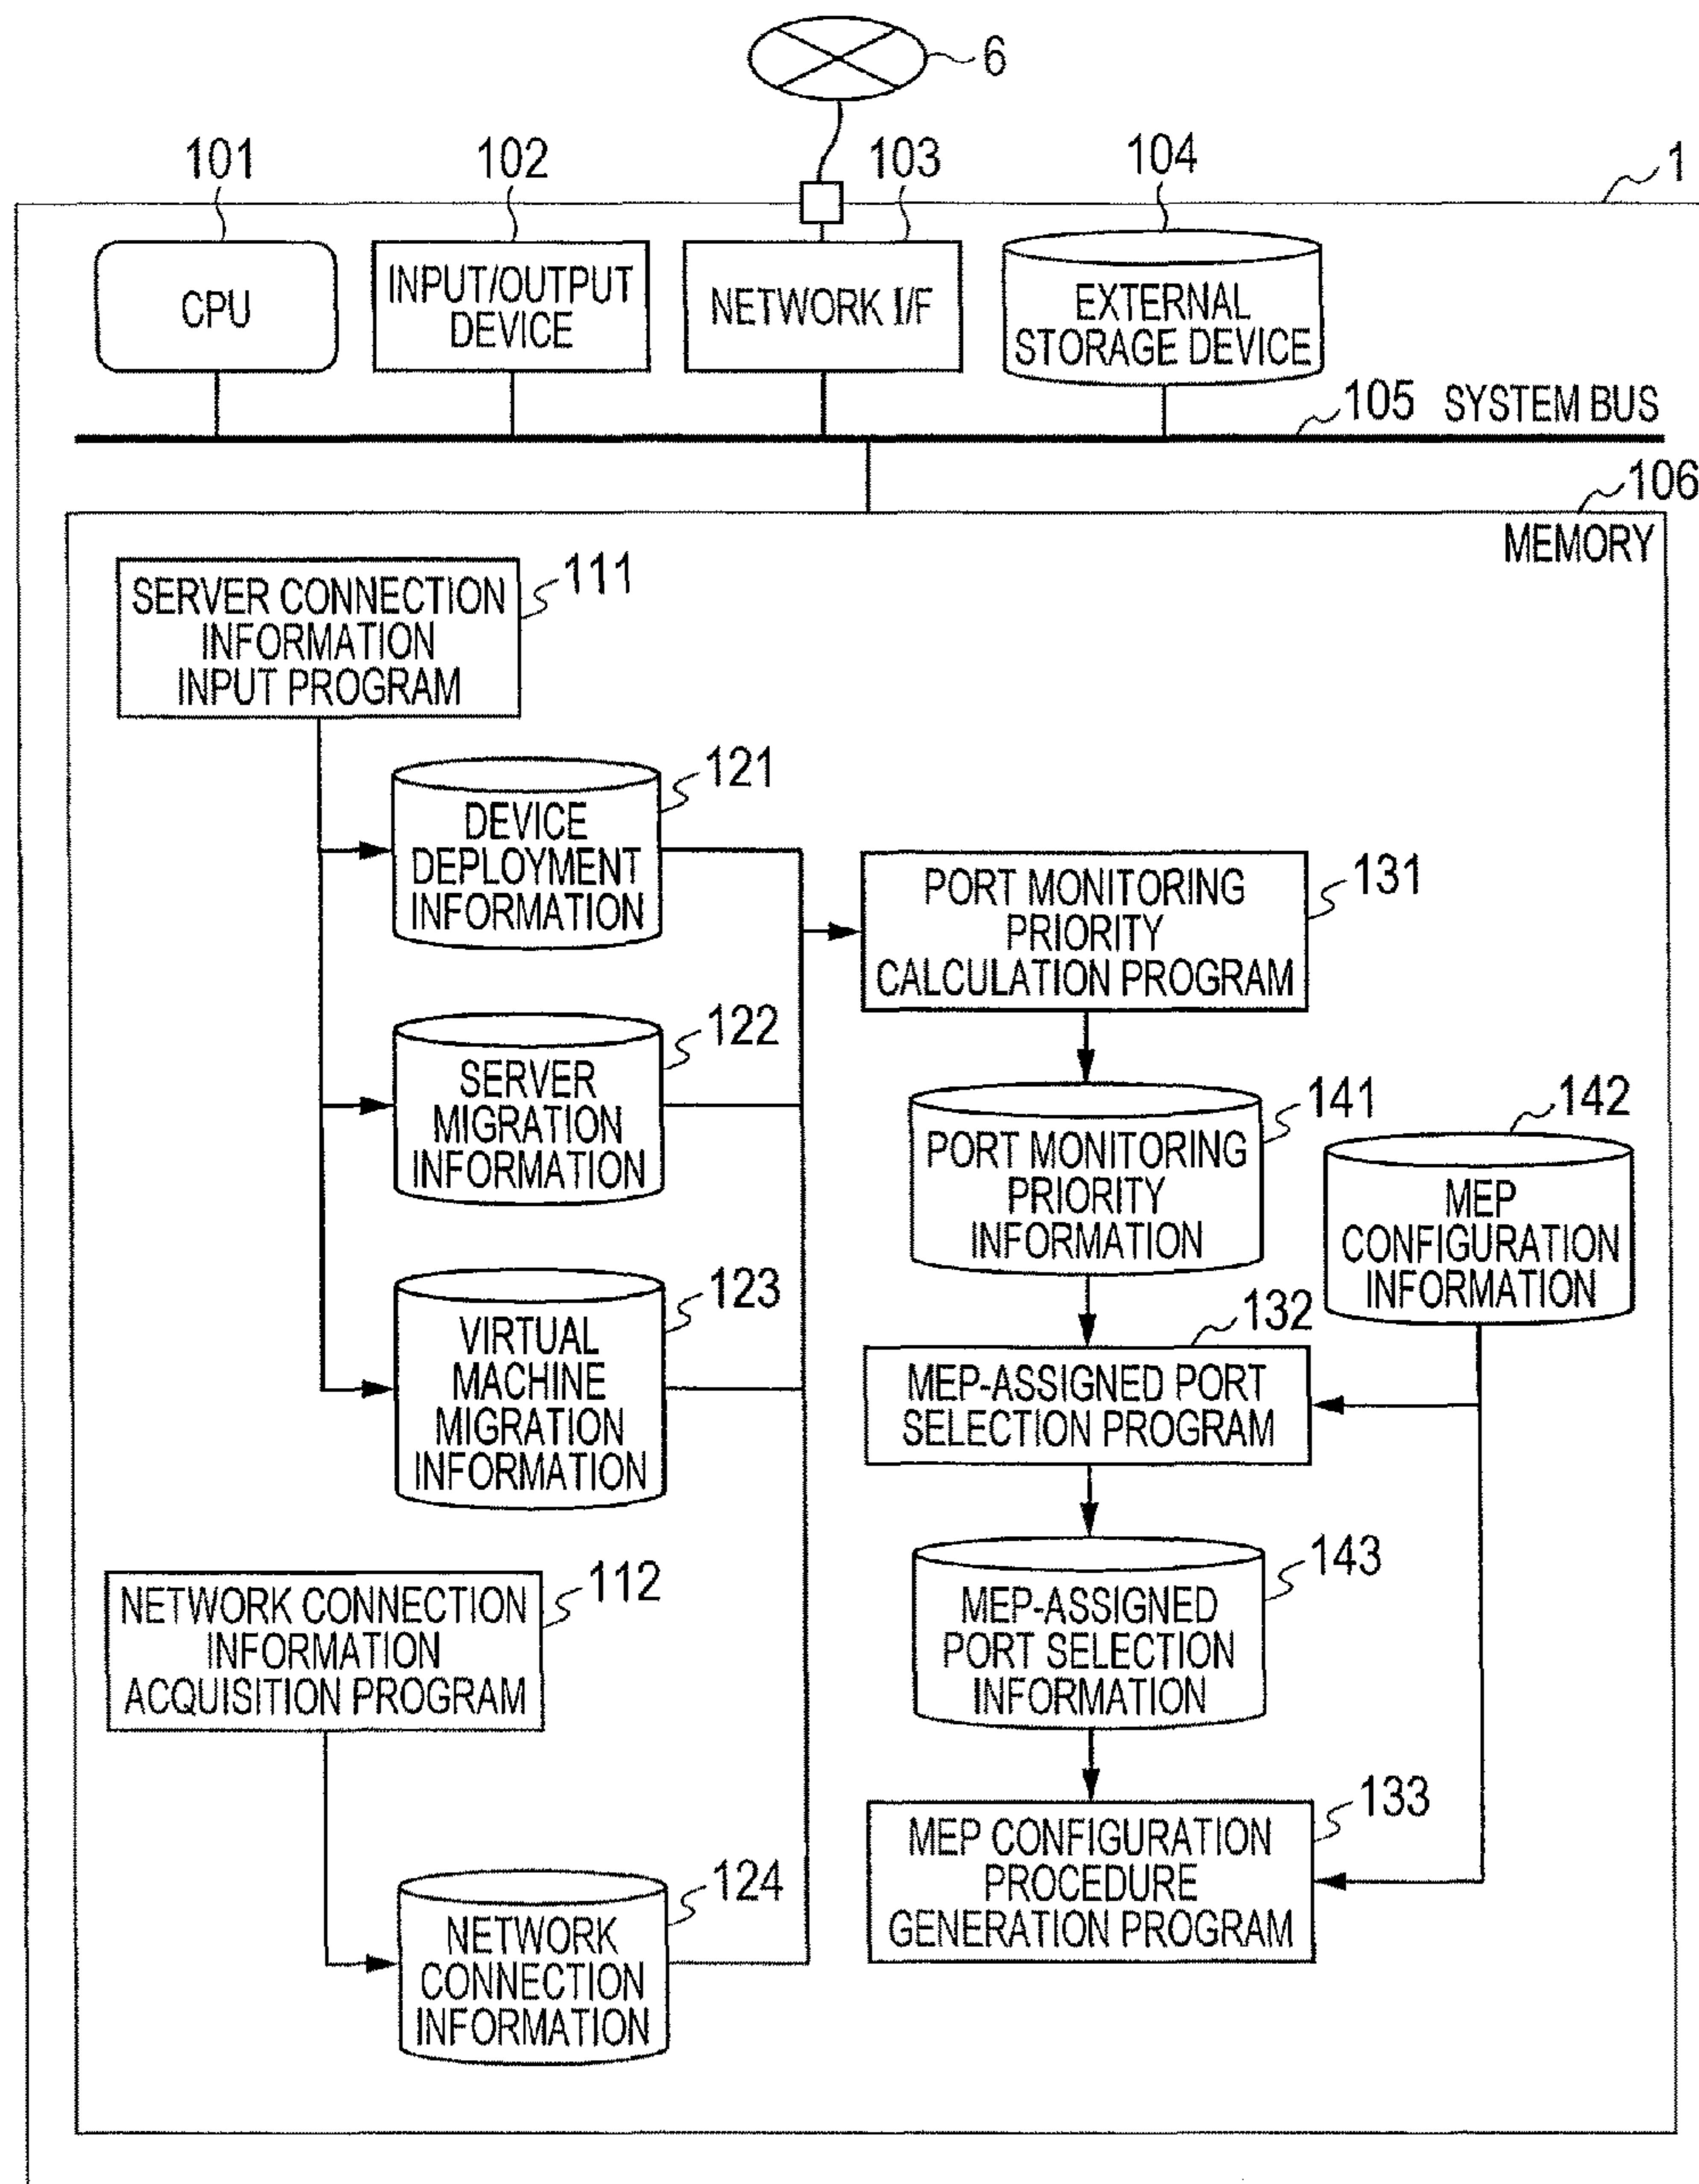 6
101
102
103
104
1
CPU
INPUT/OUTPUT
DEVICE
NETWORK I/F
EXTERNAL
STORAGE DEVICE
105 SYSTEM BUS
106
MEMORY
SERVER CONNECTION
INFORMATION
INPUT PROGRAM
111
DEVICE
DEPLOYMENT
INFORMATION
121
PORT MONITORING
PRIORITY
CALCULATION PROGRAM
131
SERVER
MIGRATION
INFORMATION
122
PORT MONITORING
PRIORITY
INFORMATION
141
MEP
CONFIGURATION
INFORMATION
142
VIRTUAL
MACHINE
MIGRATION
INFORMATION
123
MEP-ASSIGNED PORT
SELECTION PROGRAM
132
NETWORK CONNECTION
INFORMATION
ACQUISITION PROGRAM
112
MEP-ASSIGNED
PORT SELECTION
INFORMATION
143
MEP CONFIGURATION
PROCEDURE
GENERATION PROGRAM
133
NETWORK
CONNECTION
INFORMATION
124